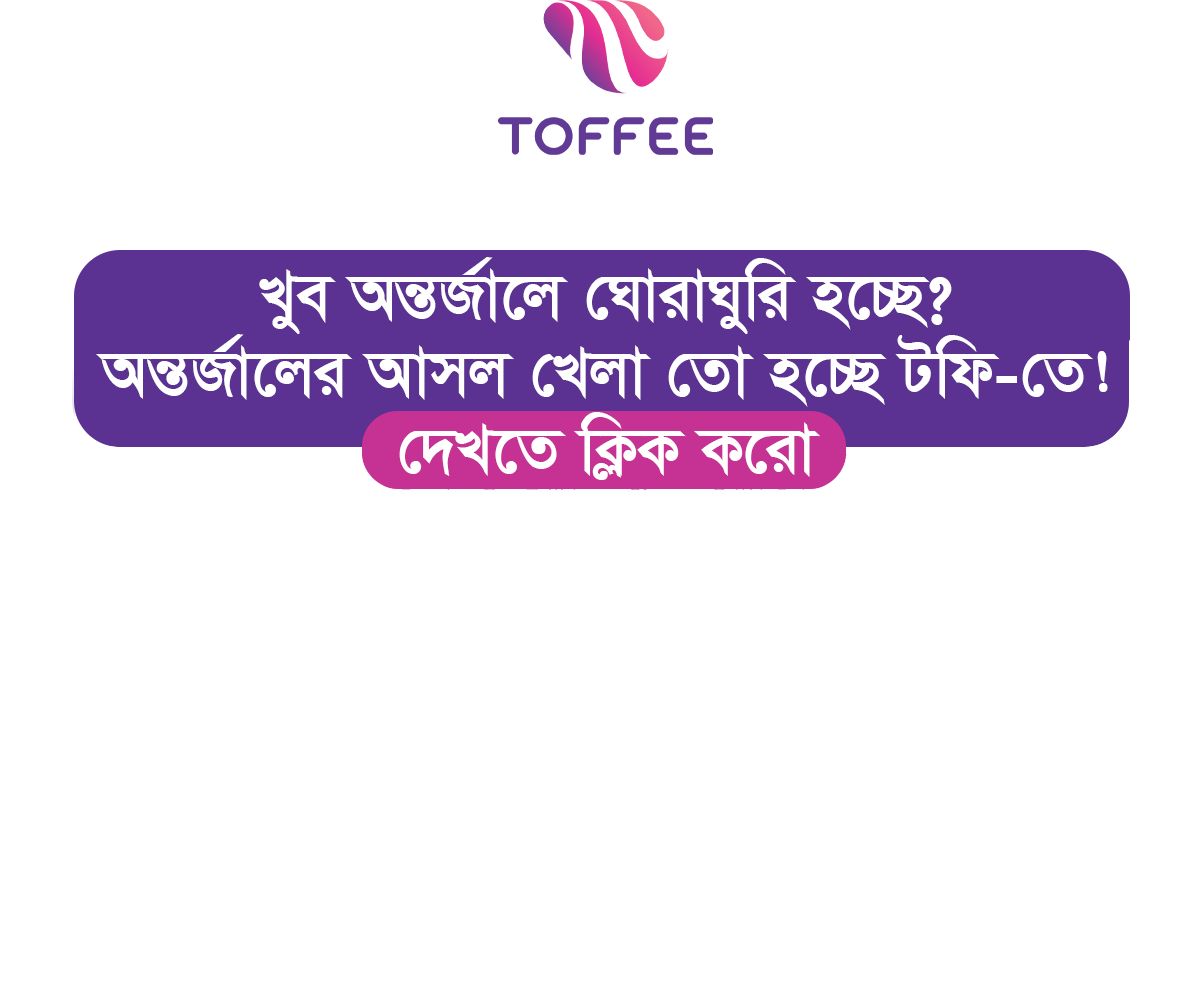 TOFFEE
খুব অন্তর্জালে ঘোরাঘুরি হচ্ছে?
অন্তর্জালের আসল খেলা তো হচ্ছে টফি-তে!
দেখতে ক্লিক করো